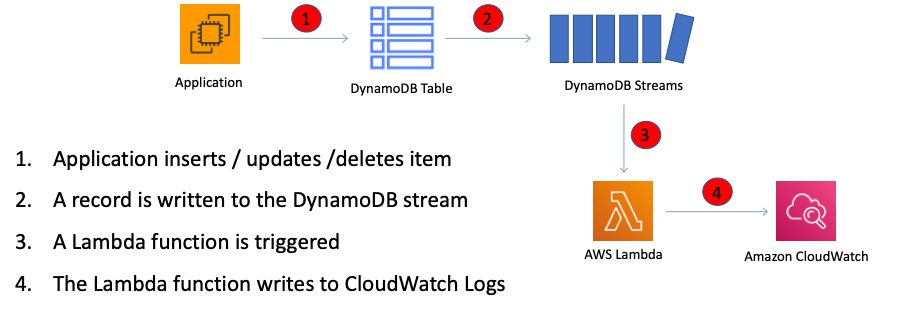 1
2
Application
DynamoDB Table
DynamoDB Streams
3
1. Application inserts / updates /deletes item
2. A record is written to the DynamoDB stream
3. A Lambda function is triggered
4. The Lambda function writes to CloudWatch Logs
4
AWS Lambda
Amazon CloudWatch